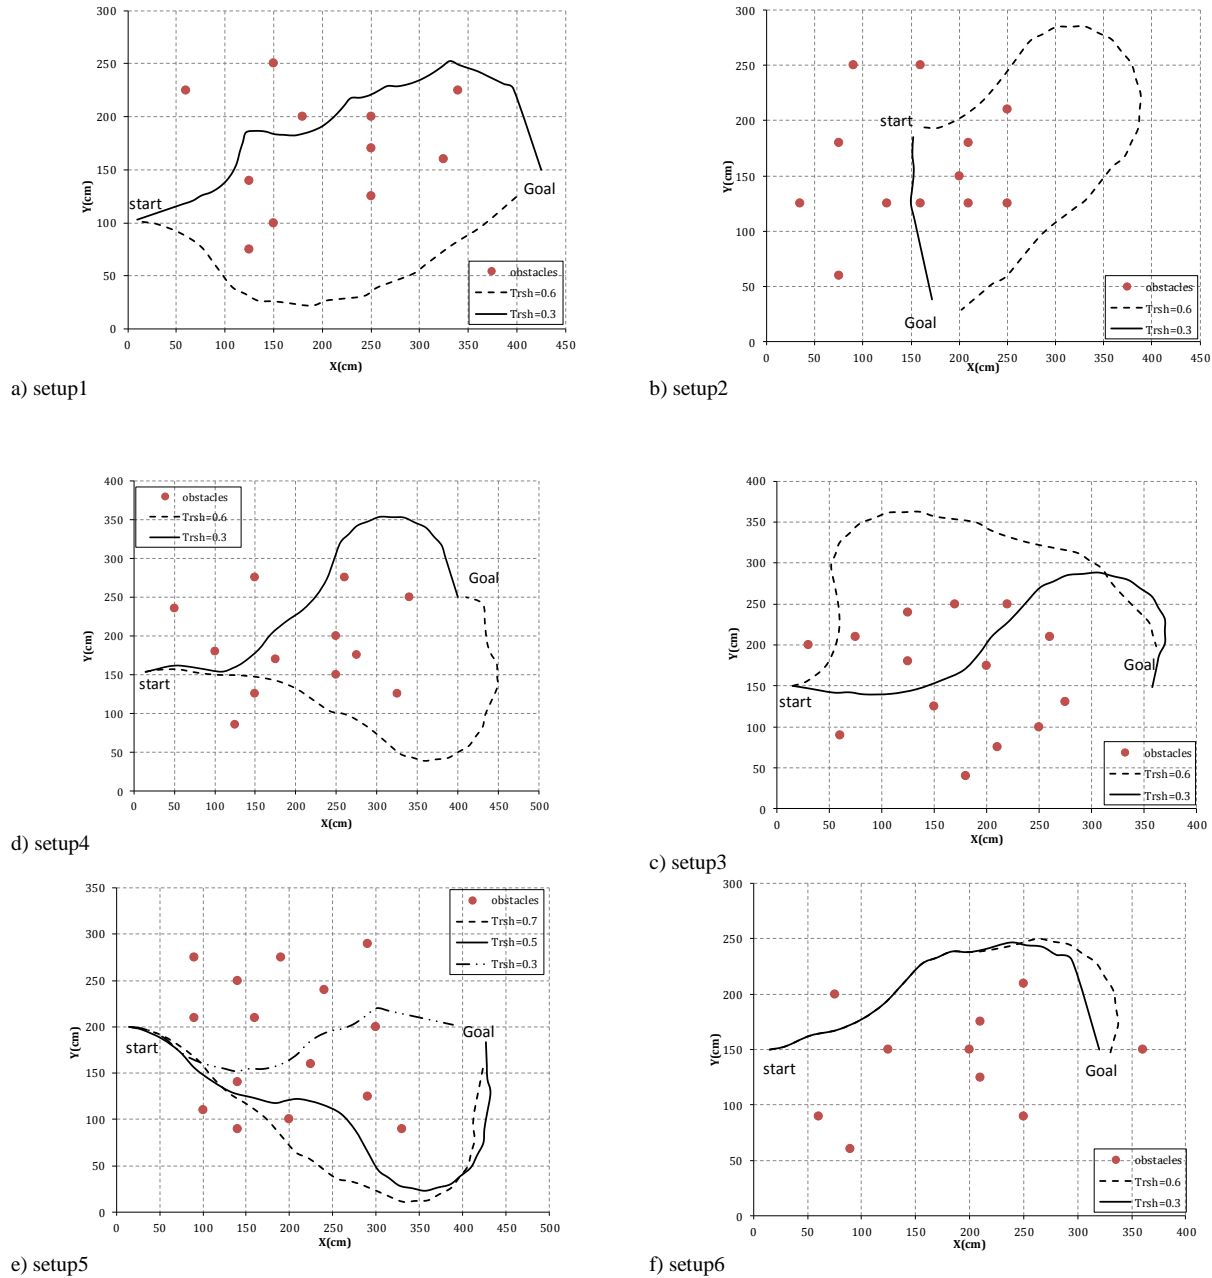 300
250
200
150
100
50
0
Y(cm)
start
Goal
obstacles
Trsh=0.6
Trsh=0.3
0 50 100 150 200 250 300 350 400 450
X(cm)
a) setup1
300
250
200
150
100
50
0
Y(cm)
start
Goal
obstacles
Trsh=0.6
Trsh=0.3
0 50 100 150 200 250 300 350 400 450
X(cm)
b) setup2
400
350
300
250
200
150
100
50
0
Y(cm)
obstacles
Trsh=0.6
Trsh=0.3
Goal
start
0 50 100 150 200 250 300 350 400 450 500
X(cm)
d) setup4
400
350
300
250
200
150
100
50
0
Y(cm)
Goal
start
obstacles
Trsh=0.6
Trsh=0.3
0 50 100 150 200 250 300 350 400
X(cm)
c) setup3
350
300
250
200
150
100
50
0
Y(cm)
obstacles
Trsh=0.7
Trsh=0.5
Trsh=0.3
Goal
start
0 50 100 150 200 250 300 350 400 450 500
X(cm)
e) setup5
300
250
200
150
100
50
0
Y(cm)
start
Goal
obstacles
Trsh=0.6
Trsh=0.3
0 50 100 150 200 250 300 350 400
X(cm)
f) setup6